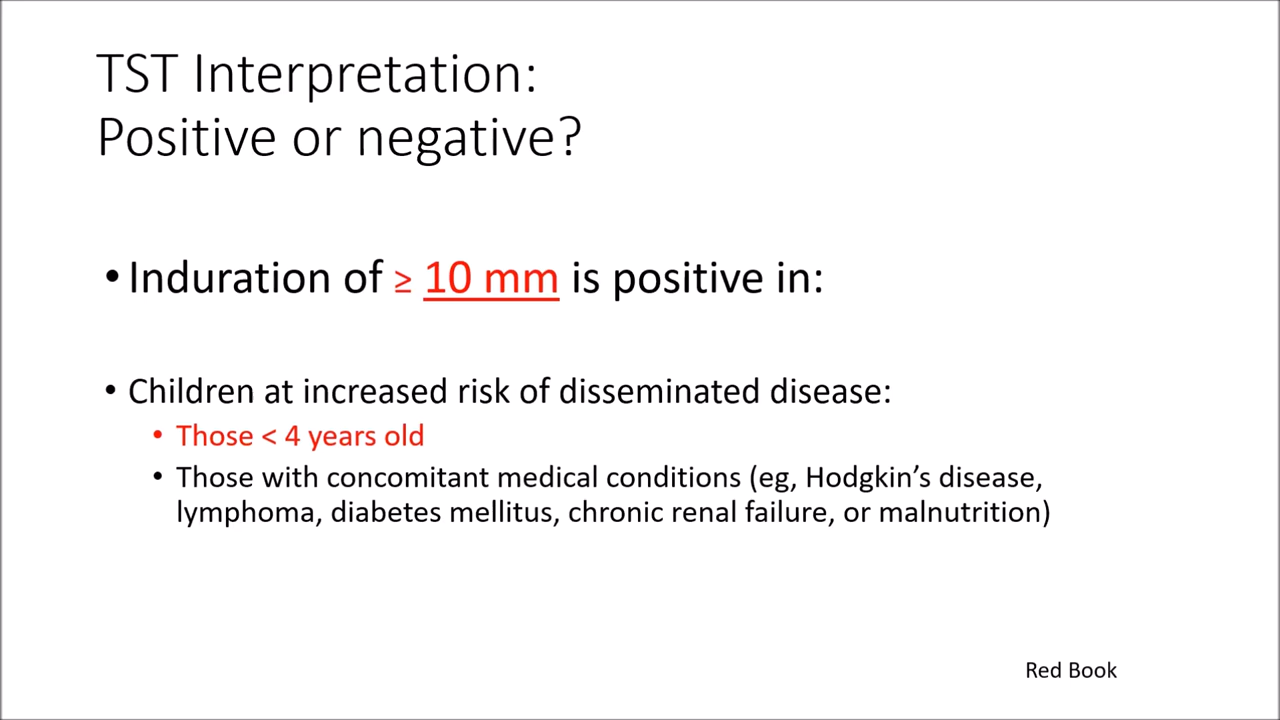 TST Interpretation:
Positive or negative?
• Induration of ≥ 10 mm is positive in:
• Children at increased risk of disseminated disease:
• Those < 4 years old
• Those with concomitant medical conditions (eg, Hodgkin’s disease,
lymphoma, diabetes mellitus, chronic renal failure, or malnutrition)
Red Book